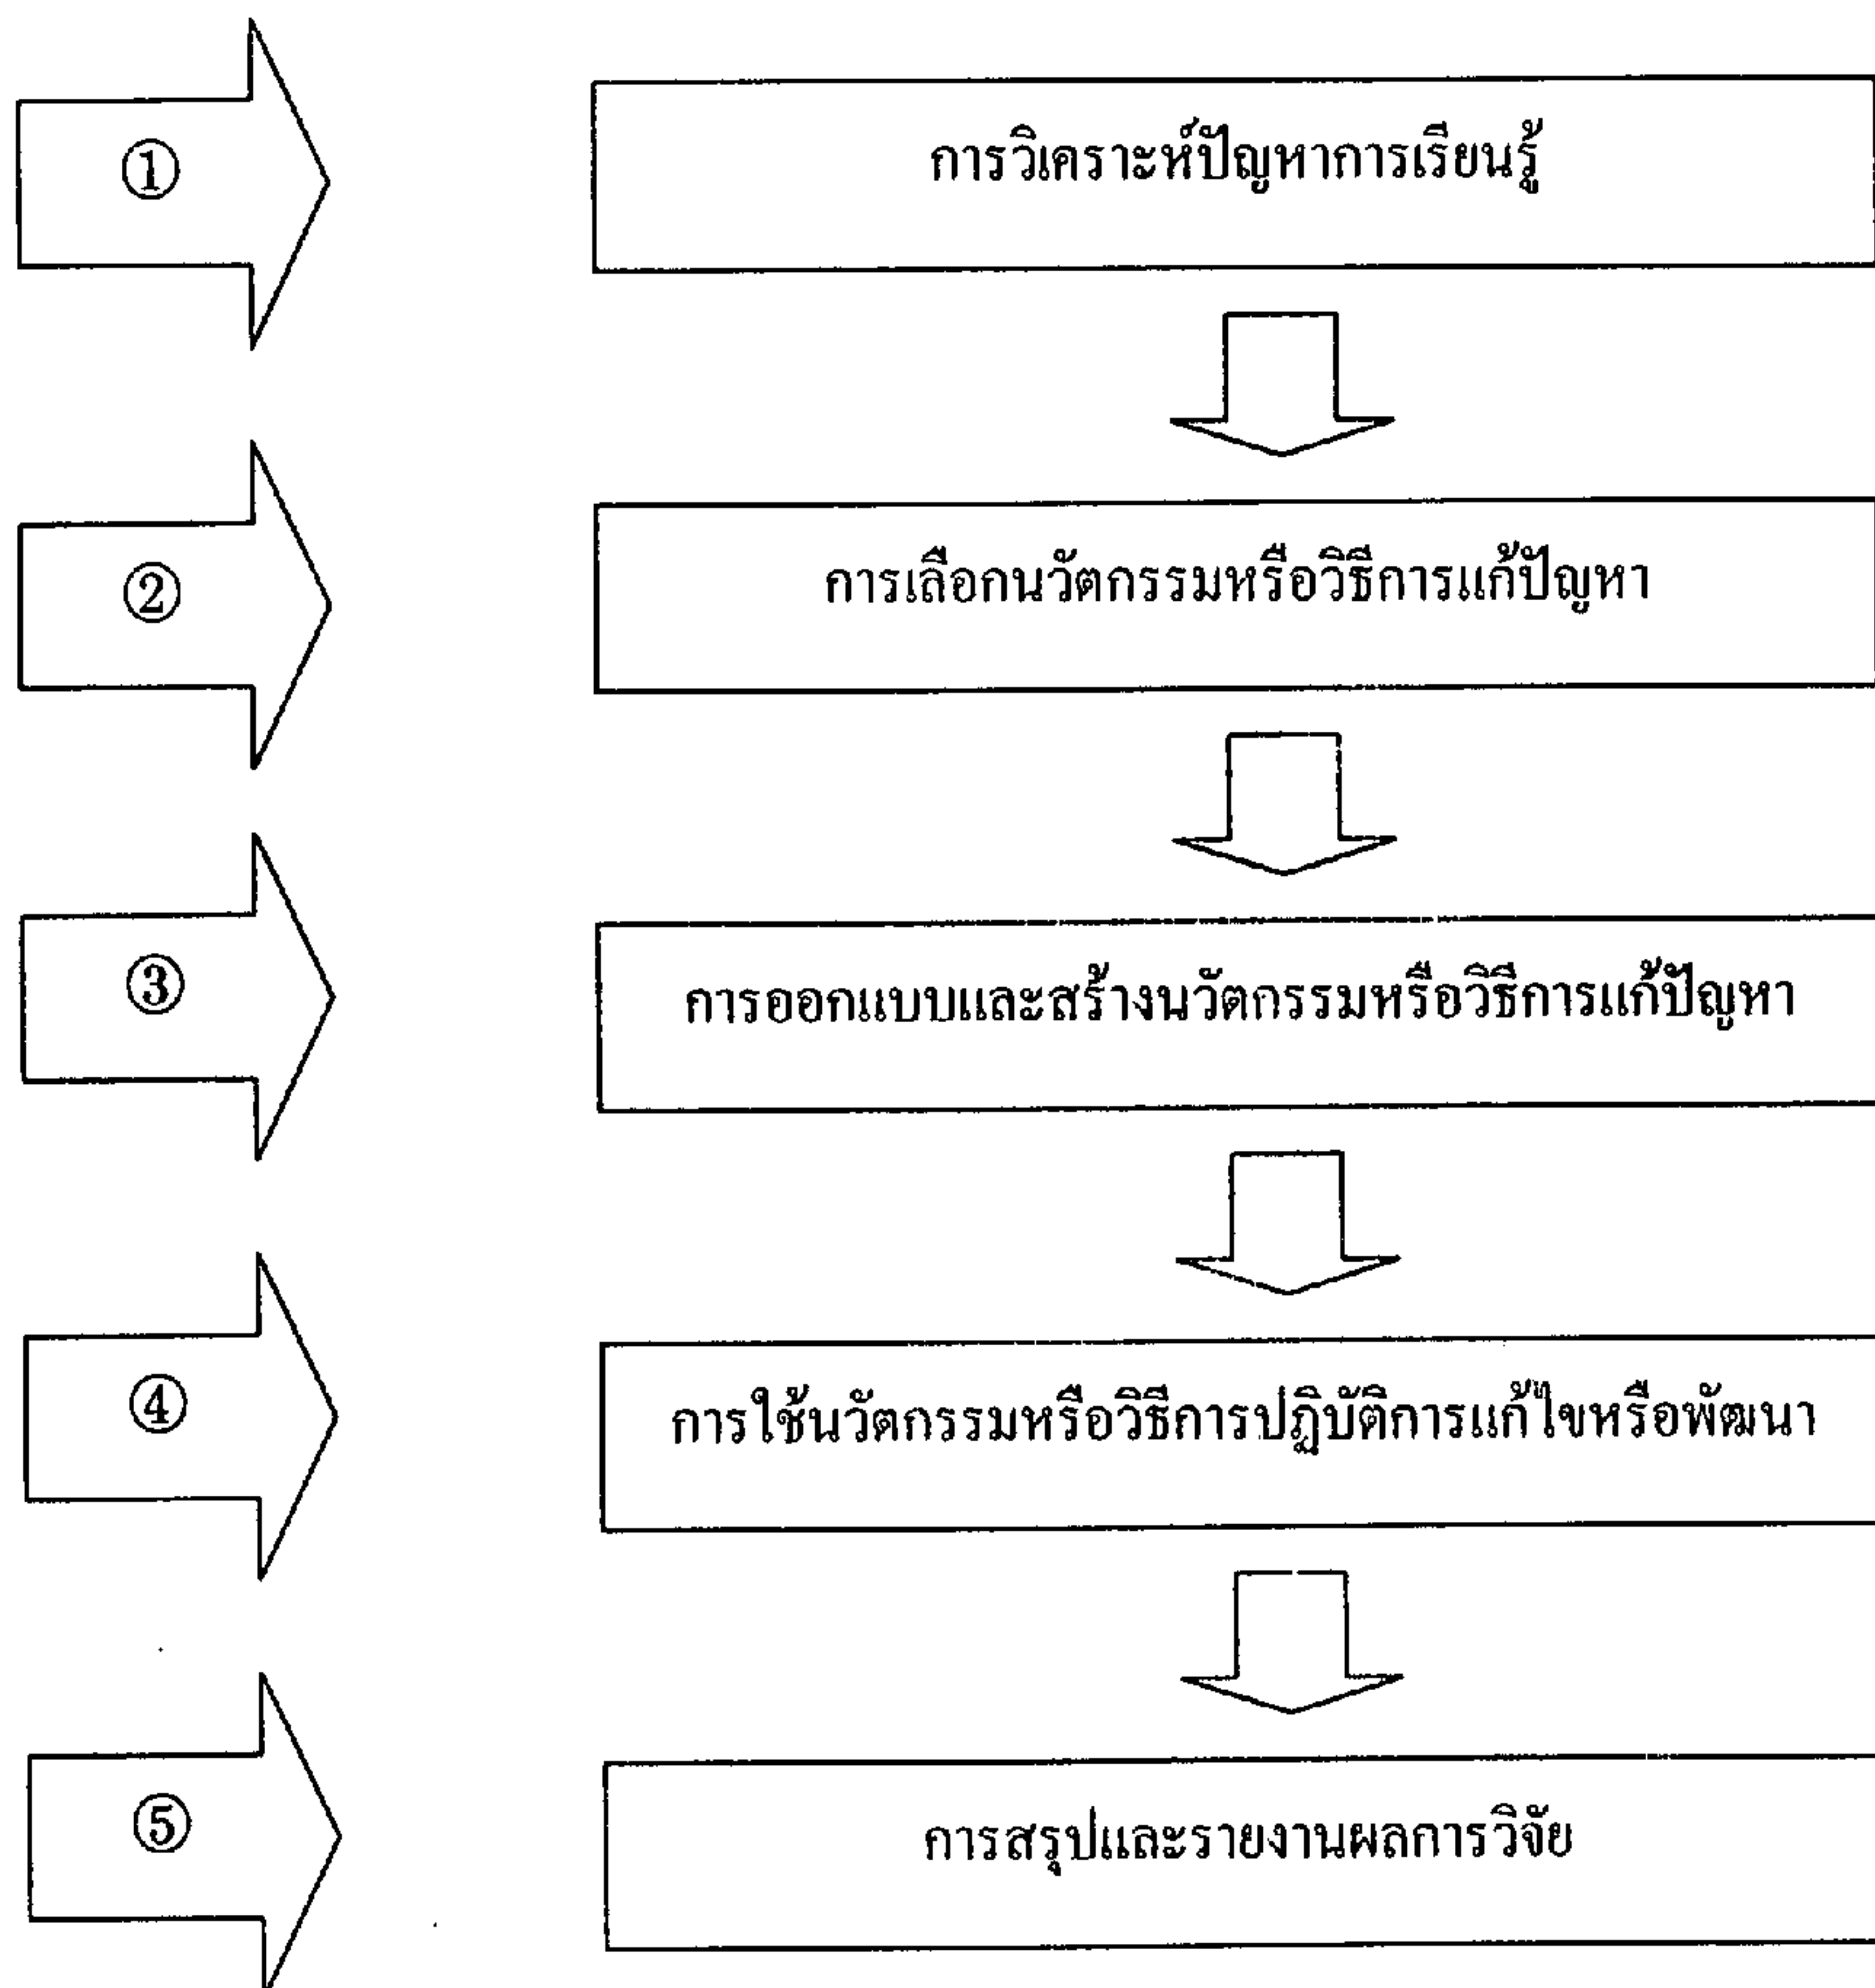 ① การวิเคราะห์ปัญหาการเรียนรู้
② การเลือกนวัตกรรมหรือวิธีการแก้ปัญหา
③ การออกแบบและสร้างนวัตกรรมหรือวิธีการแก้ปัญหา
④ การใช้นวัตกรรมหรือวิธีการปฏิบัติการแก้ไขหรือพัฒนา
⑤ การสรุปและรายงานผลการวิจัย